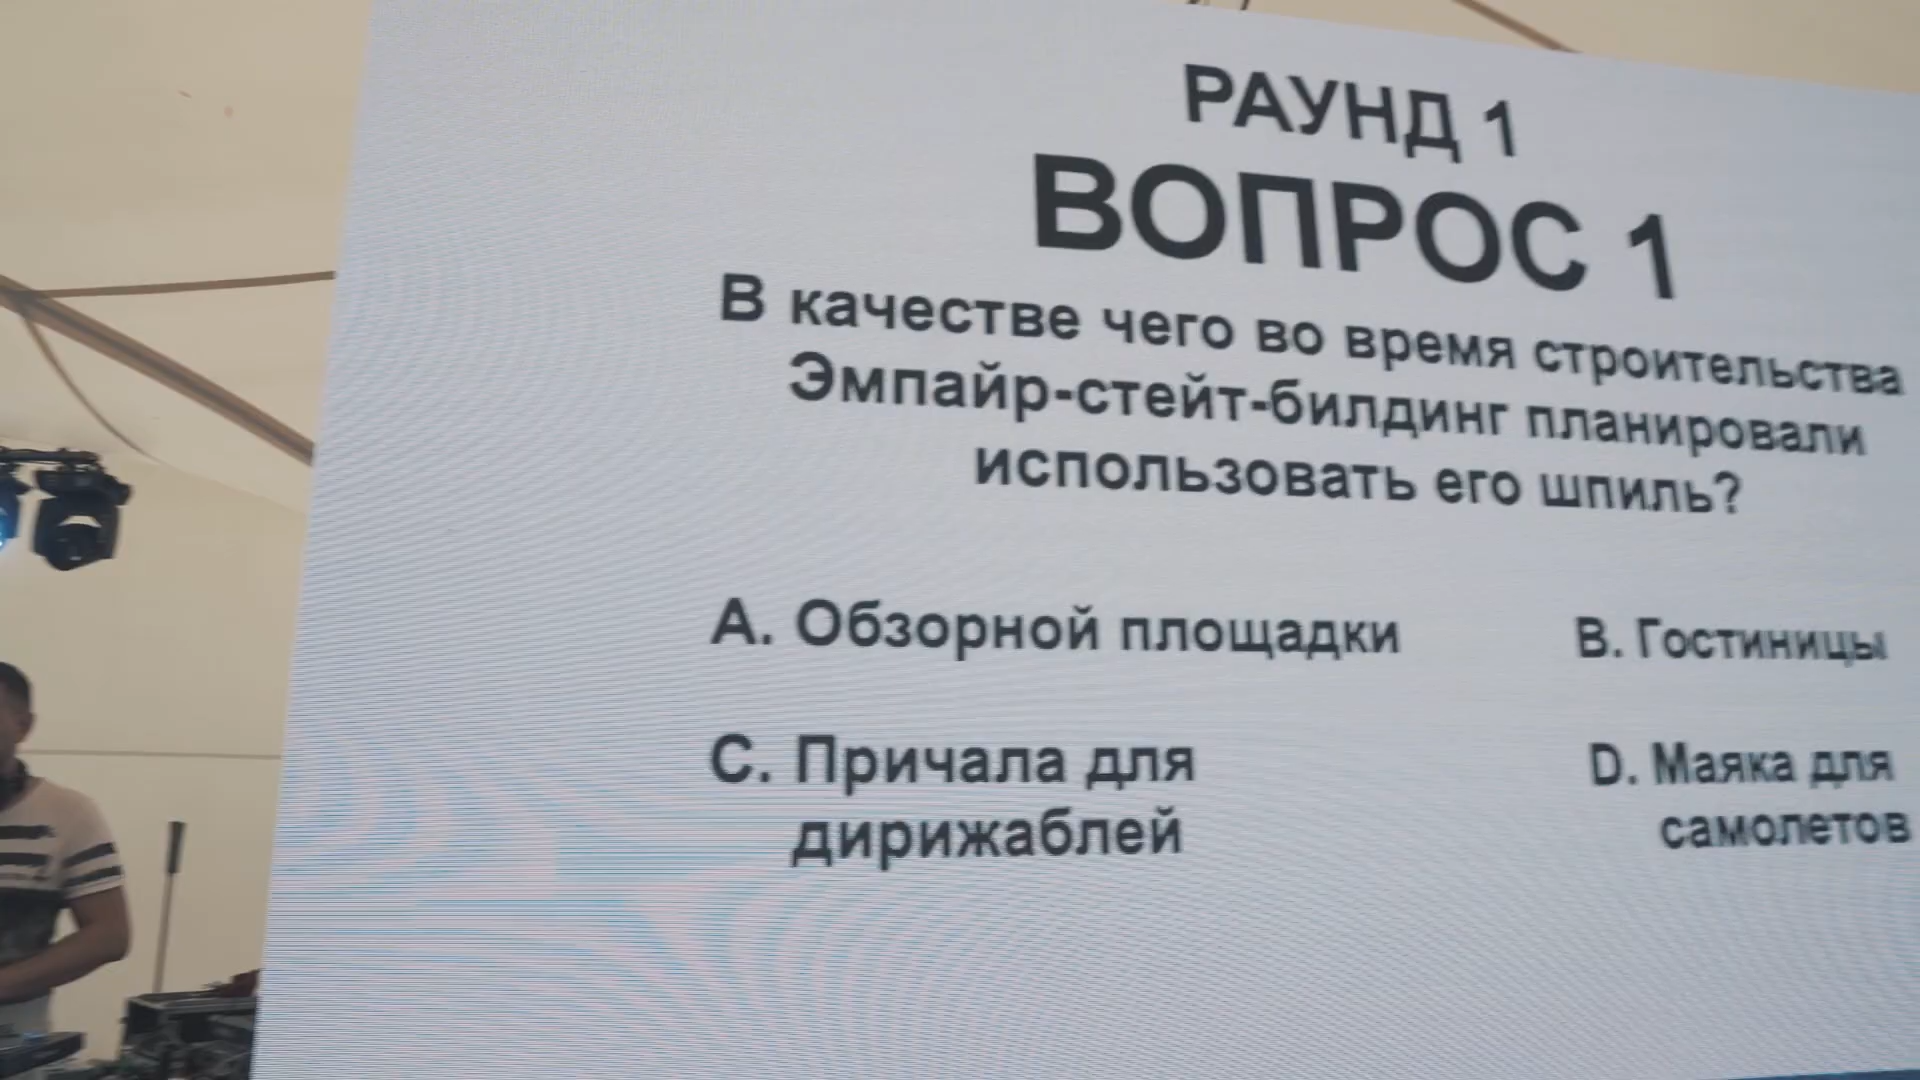 РАУНД 1
ВОПРОС 1
В качестве чего во время строительства
Эмпайр-стейт-билдинг планировали
использовать его шпиль?
A. Обзорной площадки
B. Гостиницы
C. Причала для
дирижаблей
D. Маяка для
самолетов